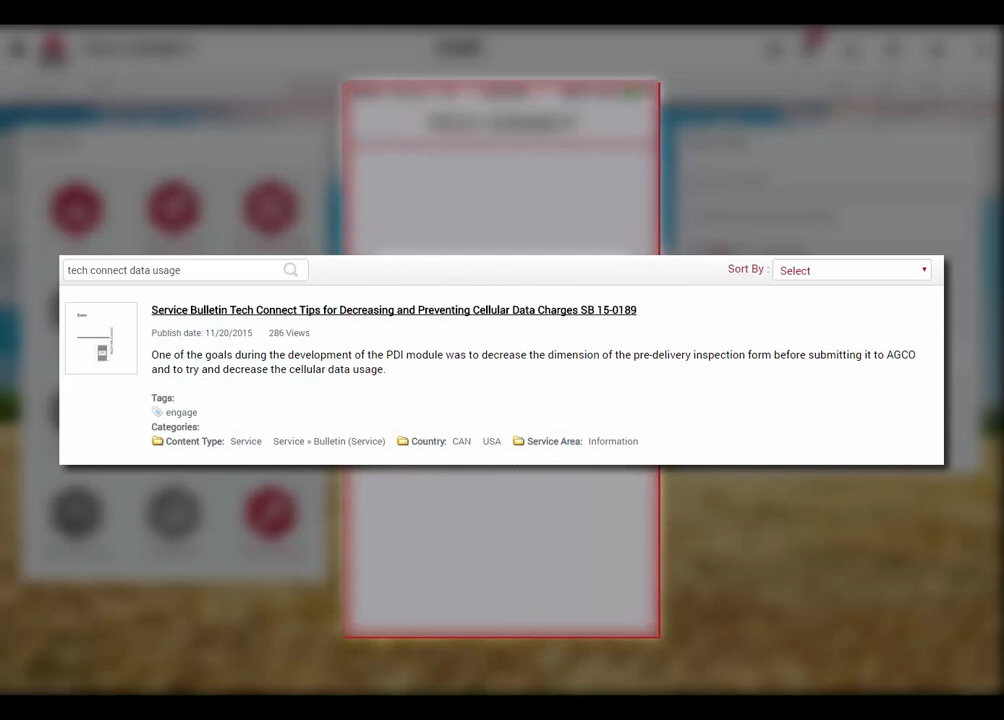 tech connect data usage
Sort By : Select
Service Bulletin Tech Connect Tips for Decreasing and Preventing Cellular Data Charges SB 15-0189
Publish date: 11/20/2015 286 Views
One of the goals during the development of the PDI module was to decrease the dimension of the pre-delivery inspection form before submitting it to AGCO
and to try and decrease the cellular data usage.
Tags:
engage
Categories:
Content Type: Service Service » Bulletin (Service) Country: CAN USA Service Area: Information